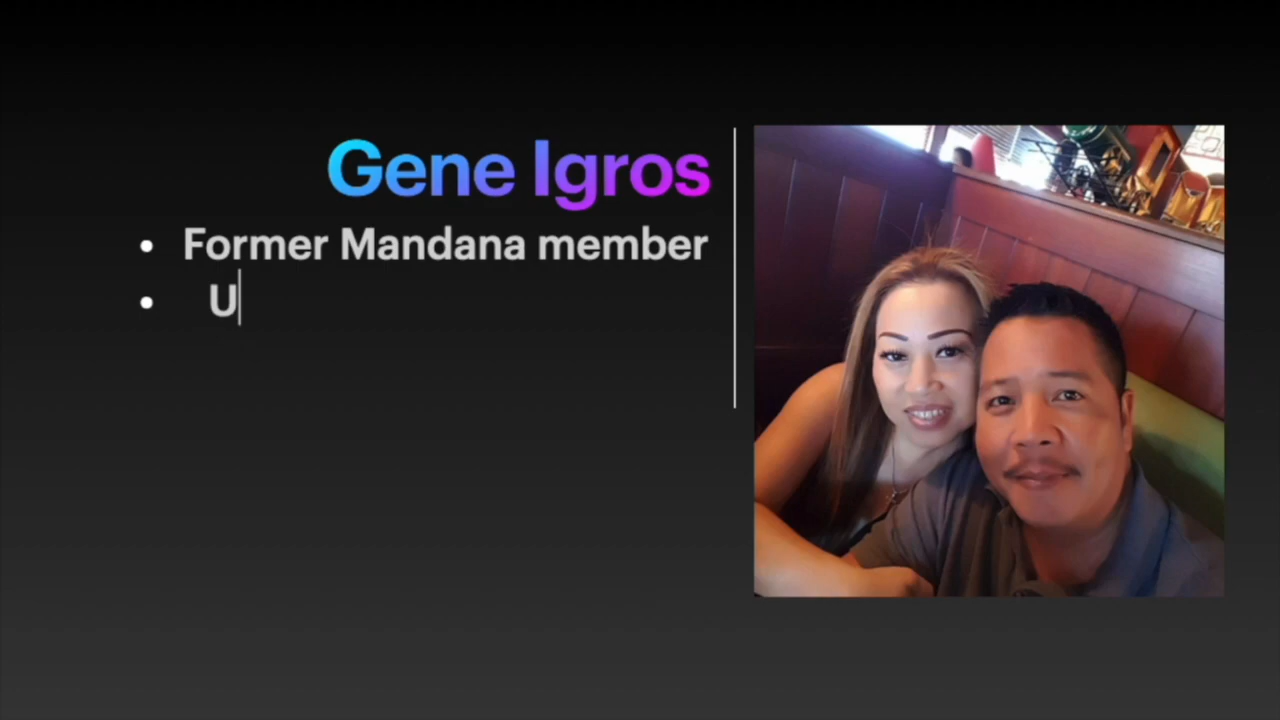 Gene Igros
• Former Mandana member
• U